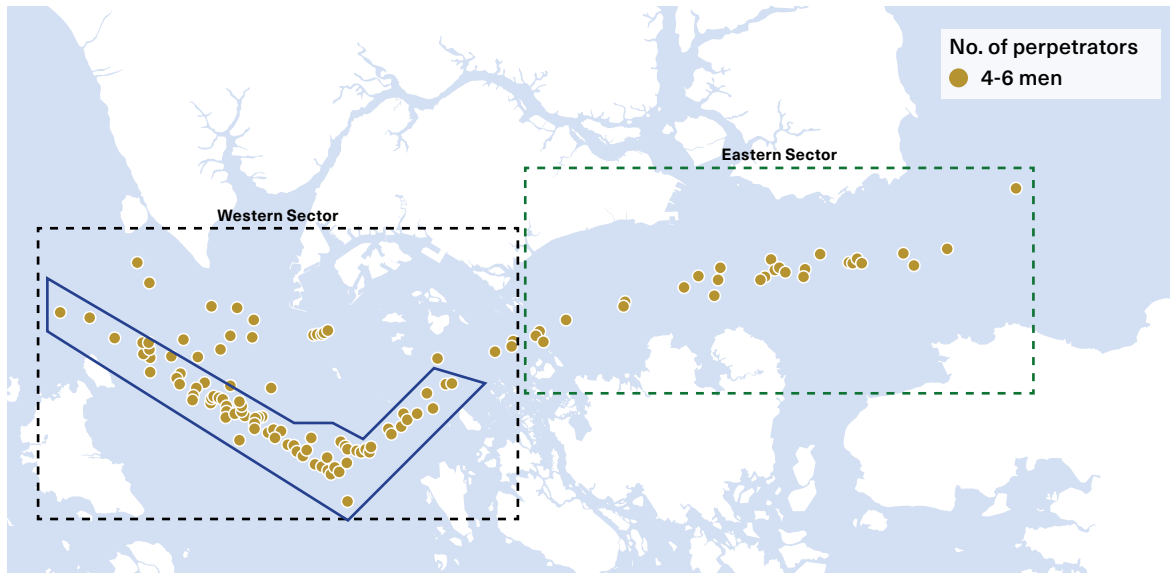 No. of perpetrators
4-6 men
Eastern Sector
Western Sector